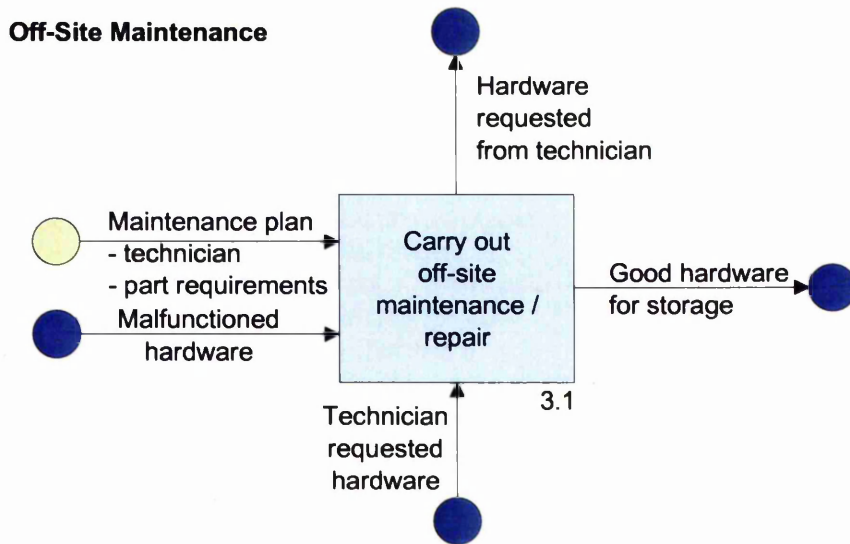 Off-Site Maintenance
Hardware
requested
from technician
Maintenance plan
- technician
- part requirements
Malfunctioned
hardware
Carry out
off-site
maintenance /
repair
Good hardware
for storage
3.1
Technician
requested
hardware